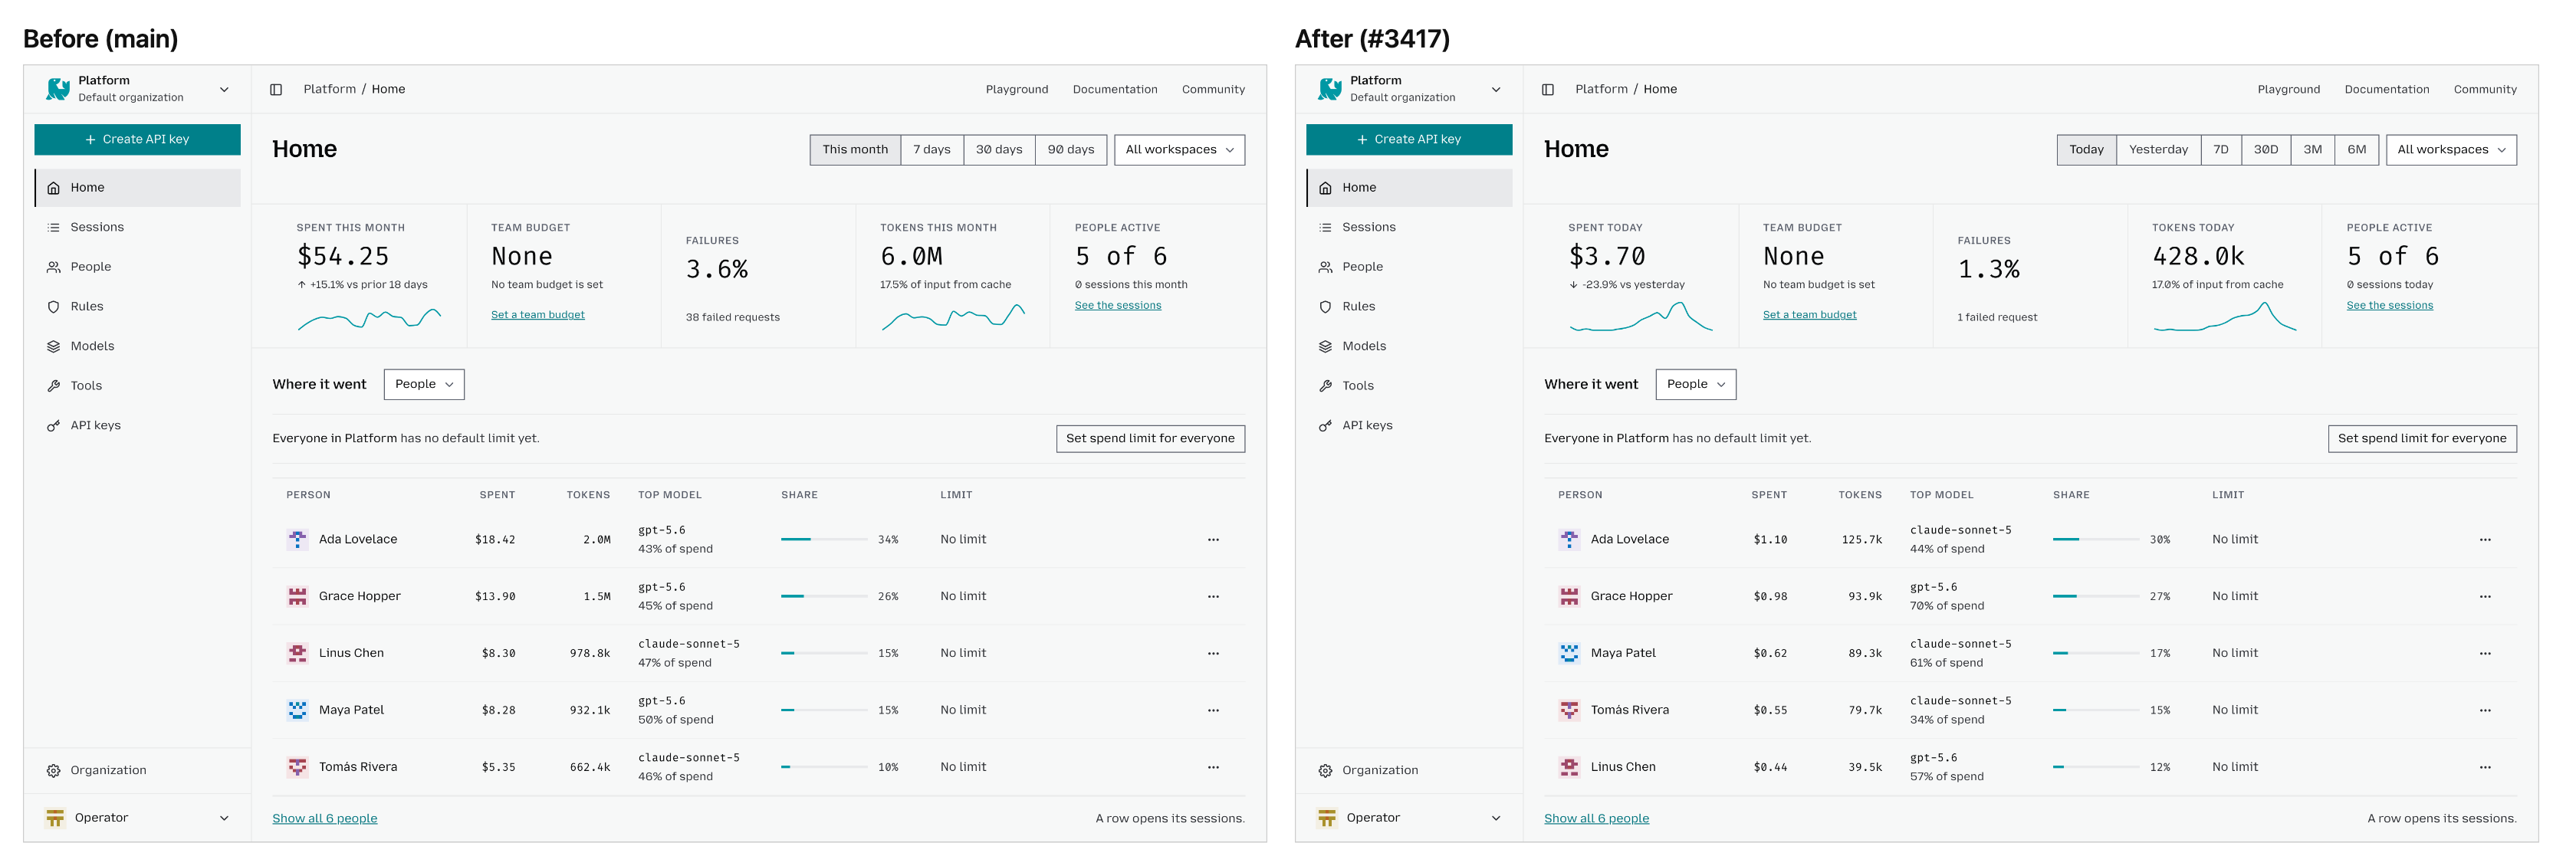 Before (main)
Platform
Default organization
Platform / Home
Playground
Documentation
Community
+ Create API key
Home
Sessions
People
Rules
Models
Tools
API keys
Organization
Operator
Home
This month
7 days
30 days
90 days
All workspaces
SPENT THIS MONTH
$54.25
↑ +15.1% vs prior 18 days
TEAM BUDGET
None
No team budget is set
Set a team budget
FAILURES
3.6%
38 failed requests
TOKENS THIS MONTH
6.0M
17.5% of input from cache
PEOPLE ACTIVE
5 of 6
0 sessions this month
See the sessions
Where it went
People
Everyone in Platform has no default limit yet.
Set spend limit for everyone
PERSON SPENT TOKENS TOP MODEL SHARE LIMIT
Ada Lovelace $18.42 2.0M gpt-5.6 43% of spend 34% No limit
Grace Hopper $13.90 1.5M gpt-5.6 45% of spend 26% No limit
Linus Chen $8.30 978.8k claude-sonnet-5 47% of spend 15% No limit
Maya Patel $8.28 932.1k gpt-5.6 50% of spend 15% No limit
Tomás Rivera $5.35 662.4k claude-sonnet-5 46% of spend 10% No limit
Show all 6 people
A row opens its sessions.
After (#3417)
Platform
Default organization
Platform / Home
Playground
Documentation
Community
+ Create API key
Home
Sessions
People
Rules
Models
Tools
API keys
Organization
Operator
Home
Today
Yesterday
7D
30D
3M
6M
All workspaces
SPENT TODAY
$3.70
↓ -23.9% vs yesterday
TEAM BUDGET
None
No team budget is set
Set a team budget
FAILURES
1.3%
1 failed request
TOKENS TODAY
428.0k
17.0% of input from cache
PEOPLE ACTIVE
5 of 6
0 sessions today
See the sessions
Where it went
People
Everyone in Platform has no default limit yet.
Set spend limit for everyone
PERSON SPENT TOKENS TOP MODEL SHARE LIMIT
Ada Lovelace $1.10 125.7k claude-sonnet-5 44% of spend 30% No limit
Grace Hopper $0.98 93.9k gpt-5.6 70% of spend 27% No limit
Maya Patel $0.62 89.3k claude-sonnet-5 61% of spend 17% No limit
Tomás Rivera $0.55 79.7k claude-sonnet-5 34% of spend 15% No limit
Linus Chen $0.44 39.5k gpt-5.6 57% of spend 12% No limit
Show all 6 people
A row opens its sessions.